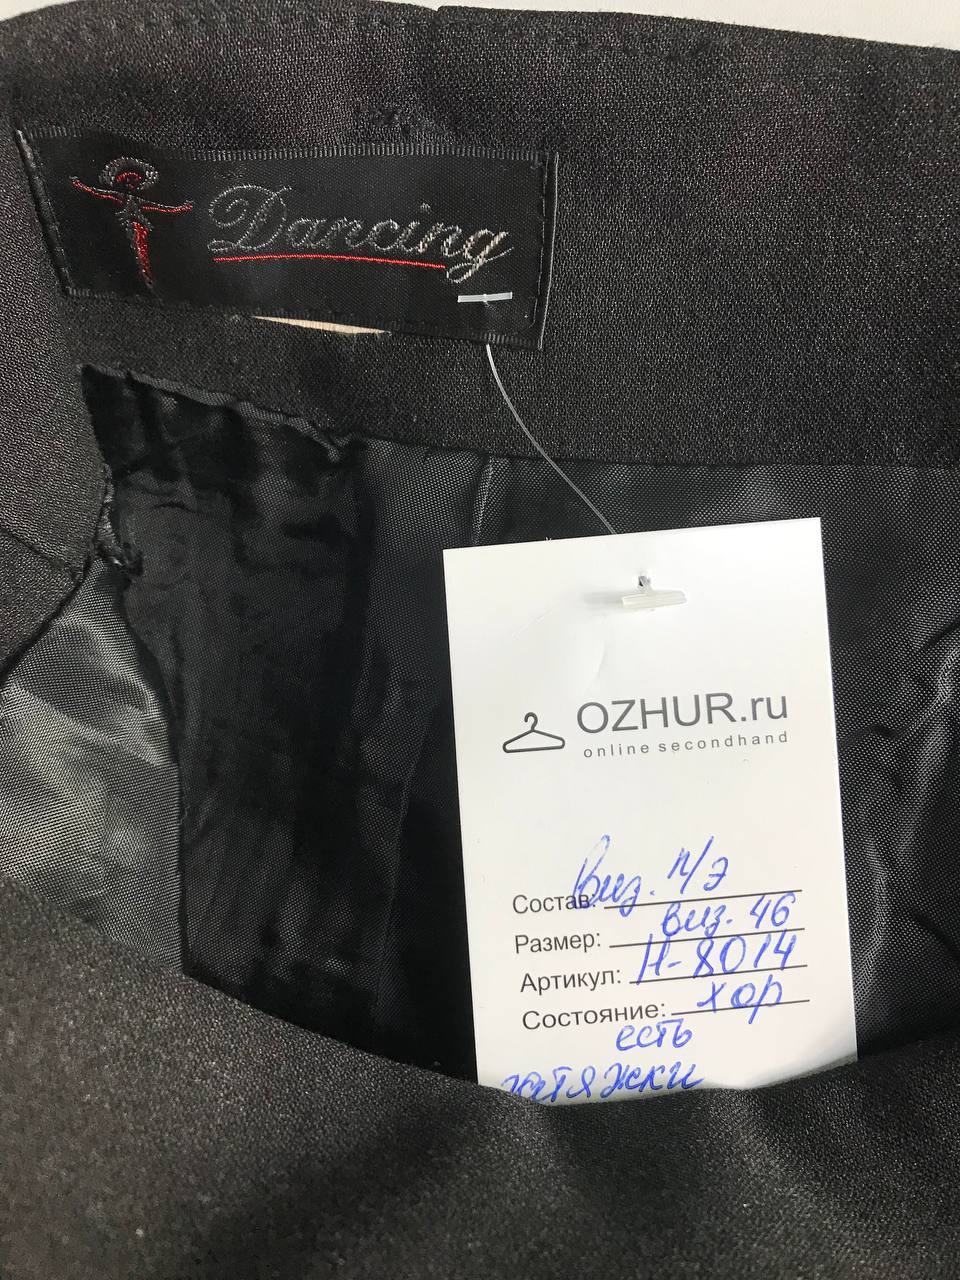 Dancing
OZHUR.ru
online secondhand
Состав: виз. п/э
Размер: виз. 46
Артикул: Н-8014
Состояние: хор
есть
затяжки